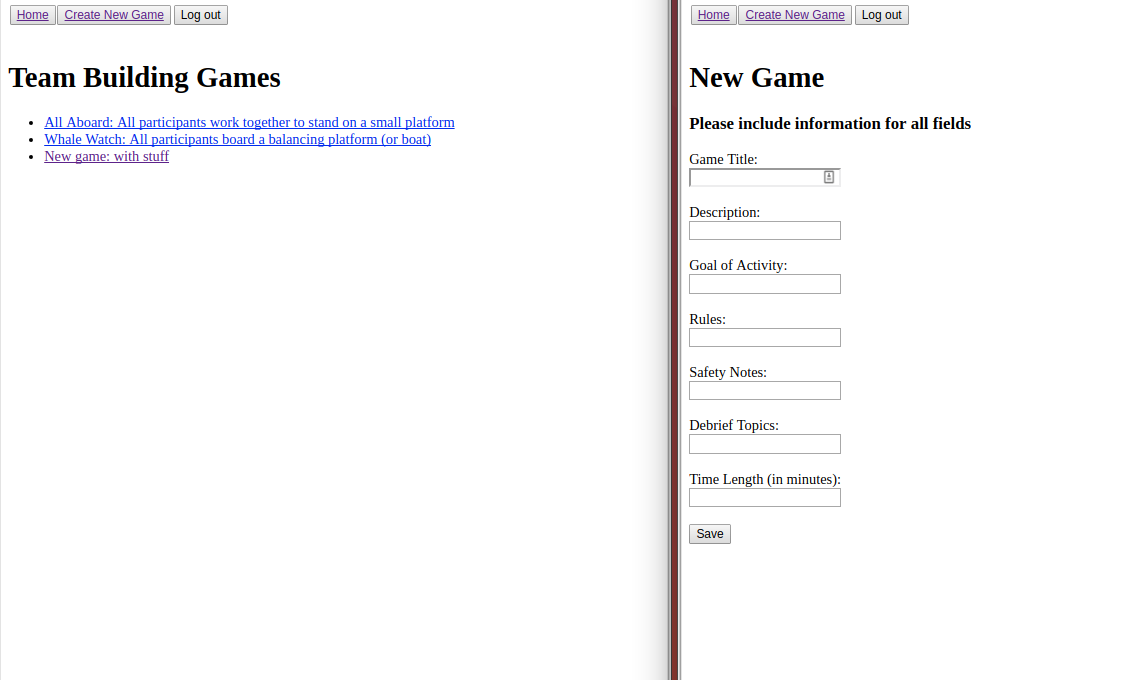 Home Create New Game Log out
Team Building Games
All Aboard: All participants work together to stand on a small platform
Whale Watch: All participants board a balancing platform (or boat)
New game: with stuff
Home Create New Game Log out
New Game
Please include information for all fields
Game Title:
Description:
Goal of Activity:
Rules:
Safety Notes:
Debrief Topics:
Time Length (in minutes):
Save